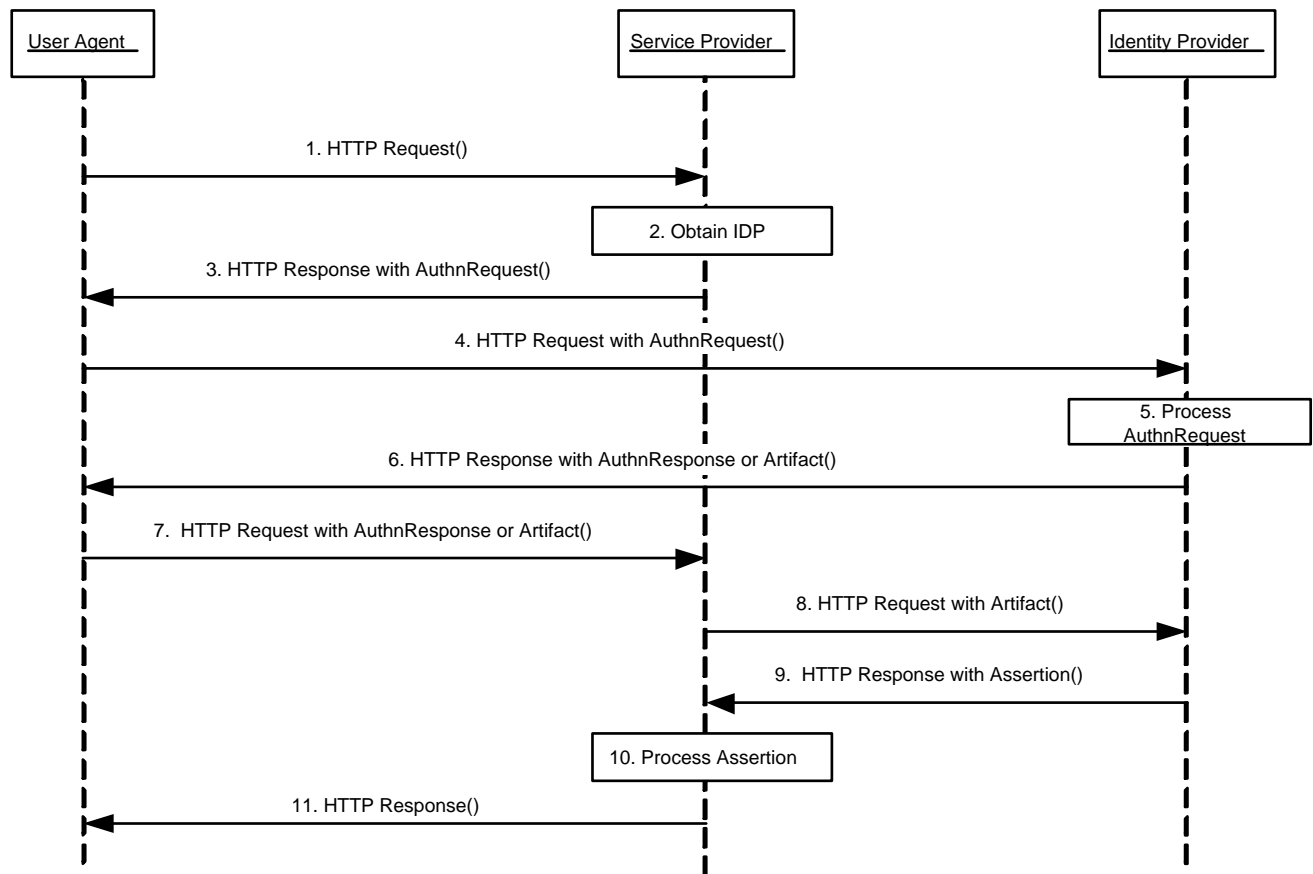 User Agent
Service Provider
Identity Provider
1. HTTP Request()
2. Obtain IDP
3. HTTP Response with AuthnRequest()
4. HTTP Request with AuthnRequest()
5. Process
AuthnRequest
6. HTTP Response with AuthnResponse or Artifact()
7. HTTP Request with AuthnResponse or Artifact()
8. HTTP Request with Artifact()
9. HTTP Response with Assertion()
10. Process Assertion
11. HTTP Response()